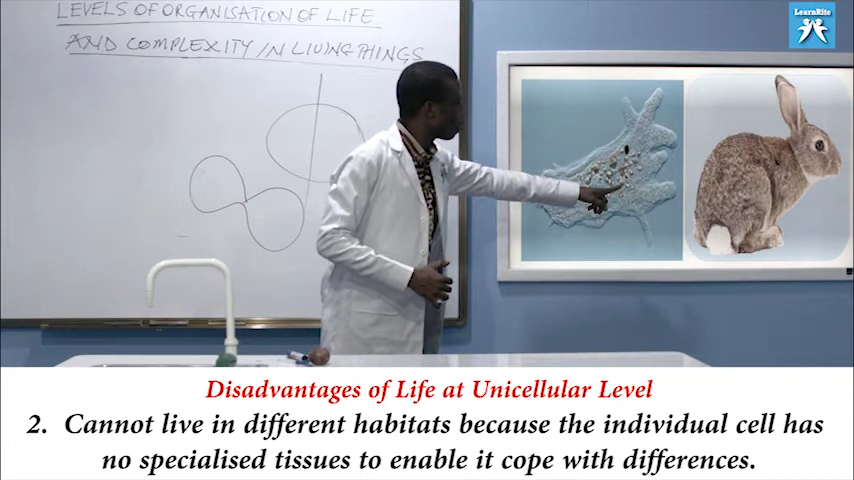 LEVELS OF ORGANISATION OF LIFE
AND COMPLEXITY IN LIVING THINGS
LearnRite
Disadvantages of Life at Unicellular Level
2. Cannot live in different habitats because the individual cell has
no specialised tissues to enable it cope with differences.